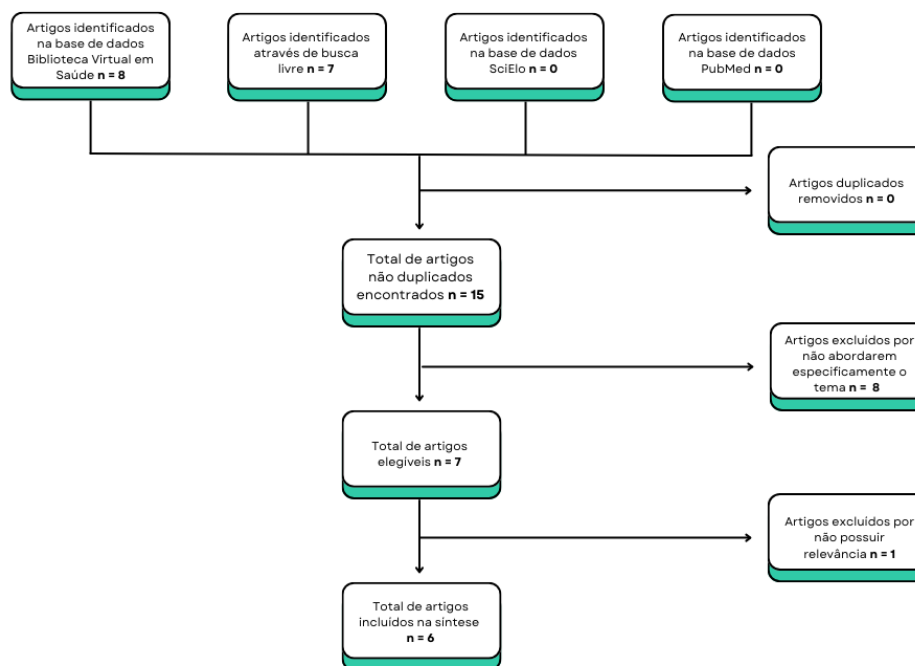 Artigos identificados
na base de dados
Biblioteca Virtual em
Saúde n = 8
Artigos identificados
através de busca
livre n = 7
Artigos identificados
na base de dados
SciElo n = 0
Artigos identificados
na base de dados
PubMed n = 0
Artigos duplicados
removidos n = 0
Total de artigos
não duplicados
encontrados n = 15
Artigos excluídos por
não abordarem
especificamente o
tema n = 8
Total de artigos
elegíveis n = 7
Artigos excluídos por
não possuir
relevância n = 1
Total de artigos
incluídos na síntese
n = 6